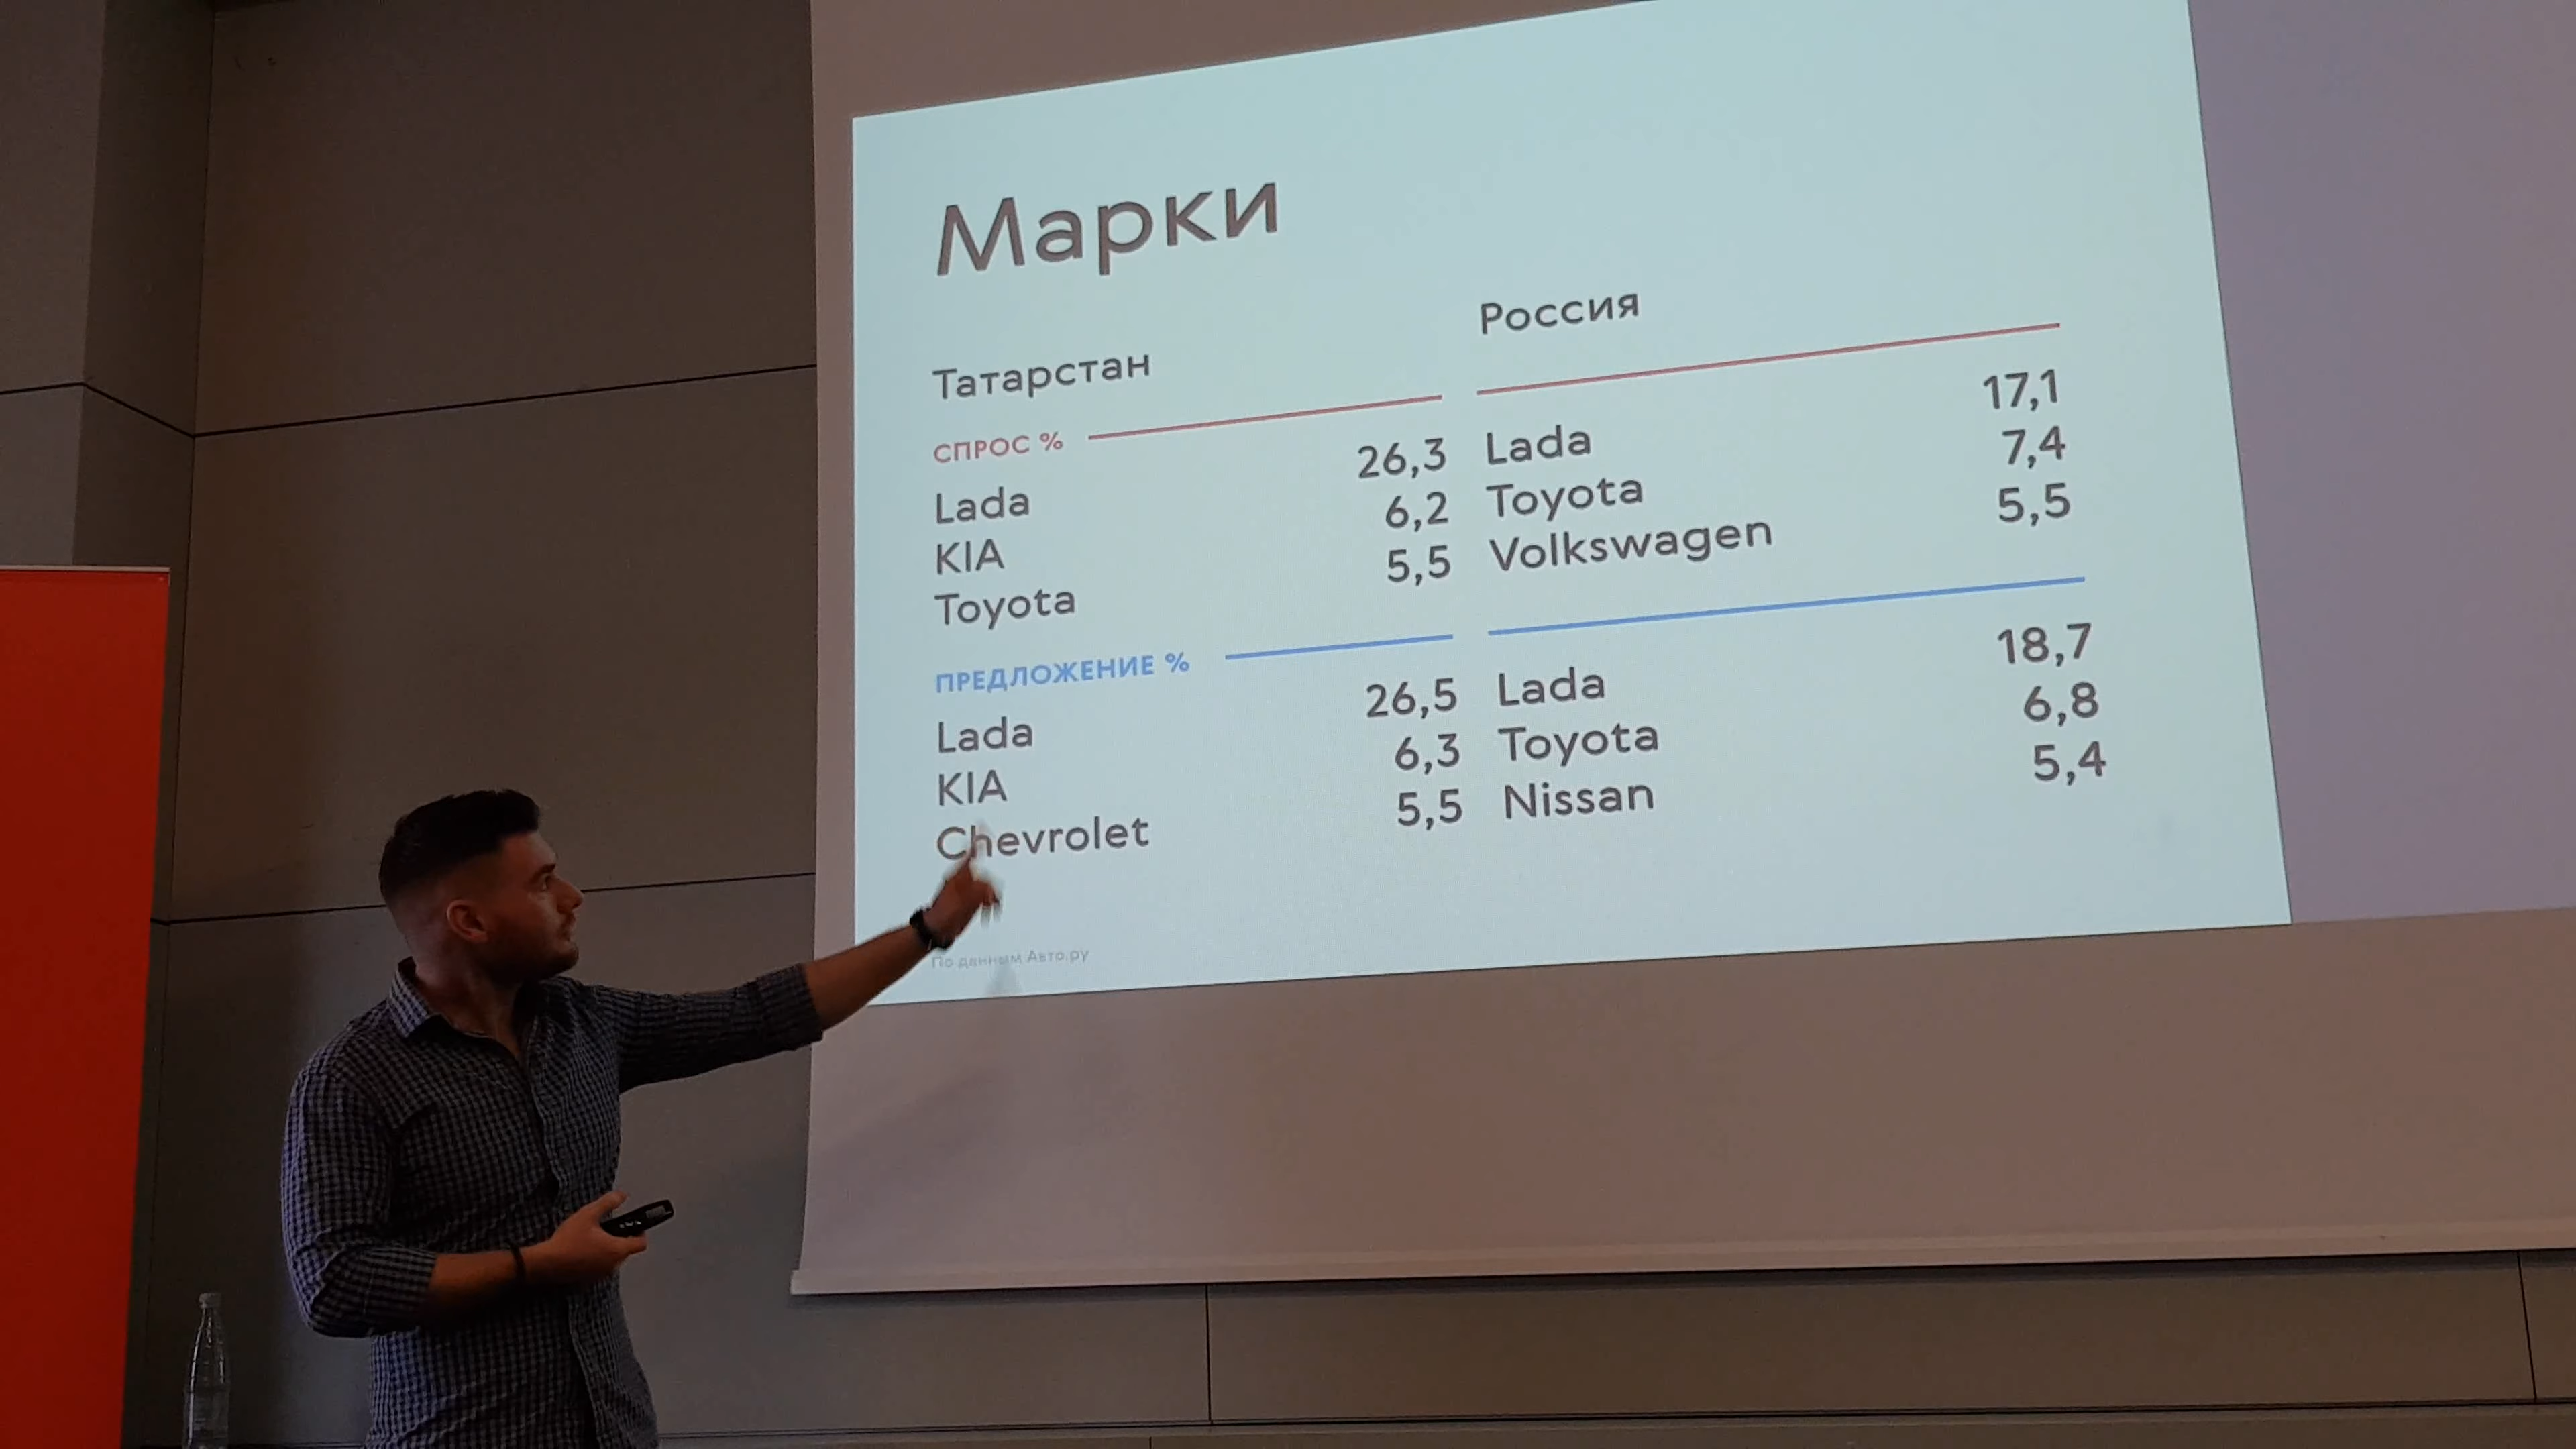 Марки
Татарстан
СПРОС %
Lada 26,3
KIA 6,2
Toyota 5,5
ПРЕДЛОЖЕНИЕ %
Lada 26,5
KIA 6,3
Chevrolet 5,5
Россия
Lada 17,1
Toyota 7,4
Volkswagen 5,5
Lada 18,7
Toyota 6,8
Nissan 5,4
По данным Авто.ру